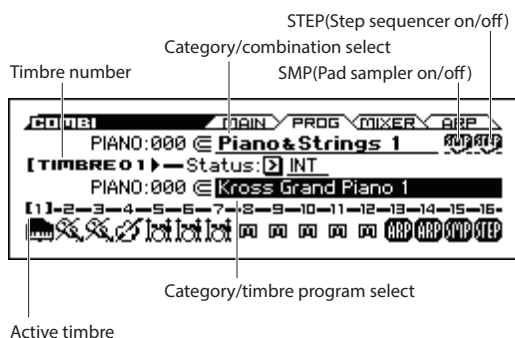 STEP(Step sequencer on/off)
Category/combination select
Timbre number
SMP(Pad sampler on/off)
COMBI MAIN PROG MIXER ARP
PIANO:000 Piano&Strings 1 SMP STEP
[TIMBRE01] Status: INT
PIANO:000 Kross Grand Piano 1
[1]-2-3-4-5-6-7-8-9-10-11-12-13-14-15-16-
ARP ARP SMP STEP
Category/timbre program select
Active timbre